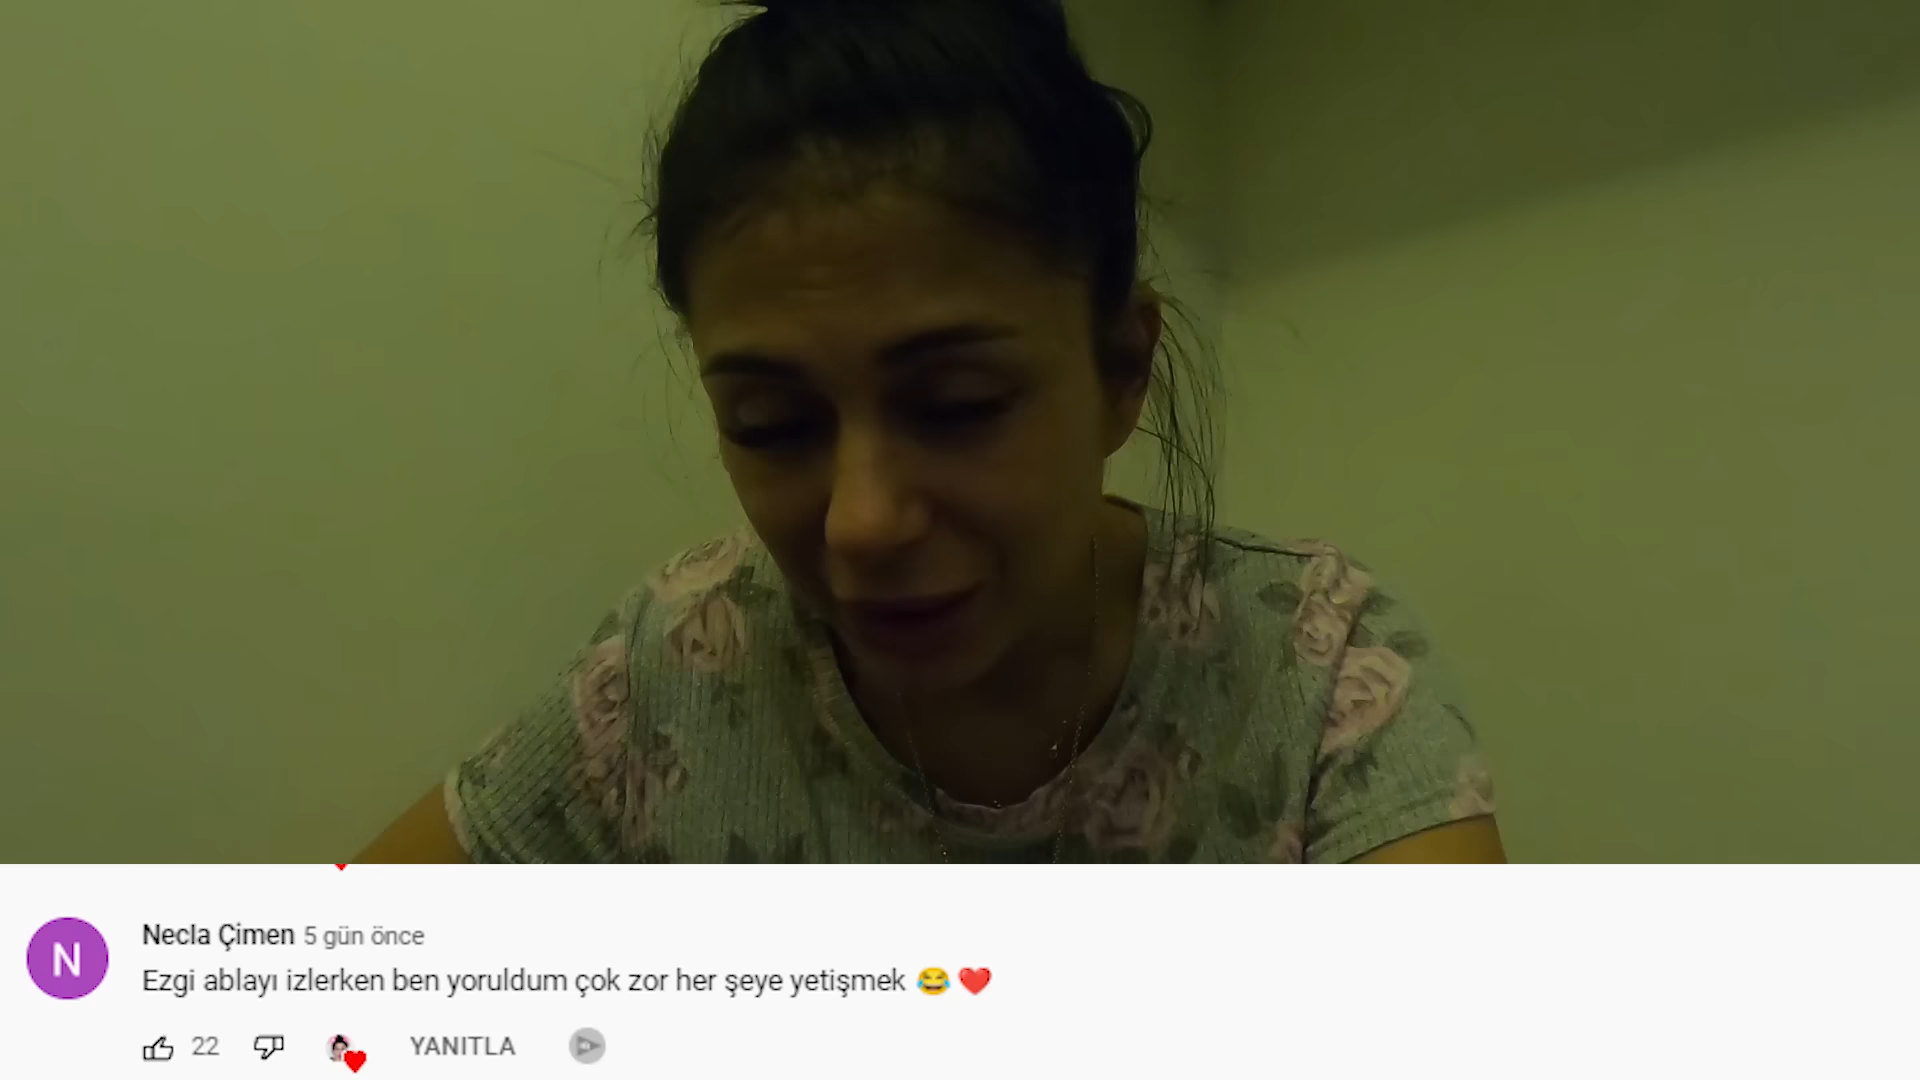 N
Necla Çimen 5 gün önce
Ezgi ablayı izlerken ben yoruldum çok zor her şeye yetişmek 😂 ❤️
22 YANITLA